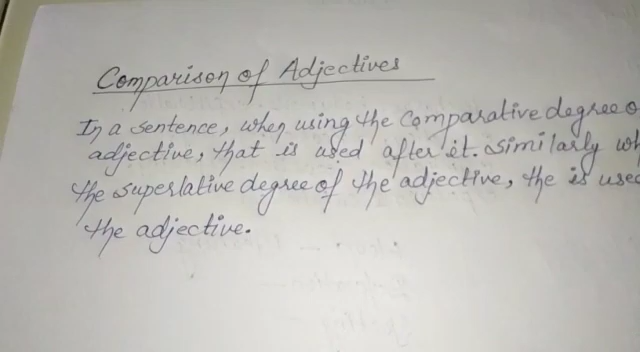 Comparison of Adjectives
In a sentence, when using the comparative degree o
adjective, that is used after it. Similarly wh
the superlative degree of the adjective, the is used
the adjective.